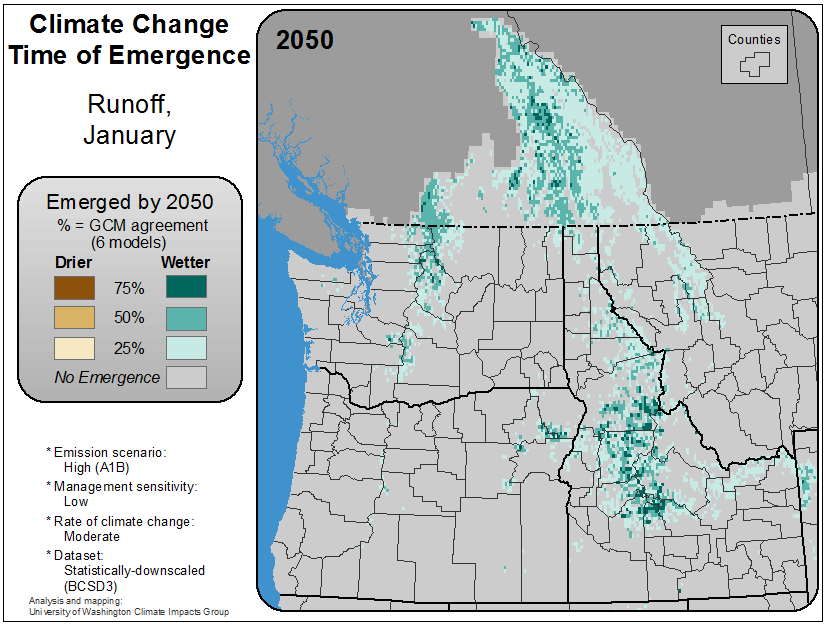 Climate Change
Time of Emergence
Runoff,
January
Emerged by 2050
% = GCM agreement
(6 models)
Drier Wetter
75%
50%
25%
No Emergence
* Emission scenario:
High (A1B)
* Management sensitivity:
Low
* Rate of climate change:
Moderate
* Dataset:
Statistically-downscaled
(BCSD3)
Analysis and mapping:
University of Washington Climate Impacts Group
2050
Counties